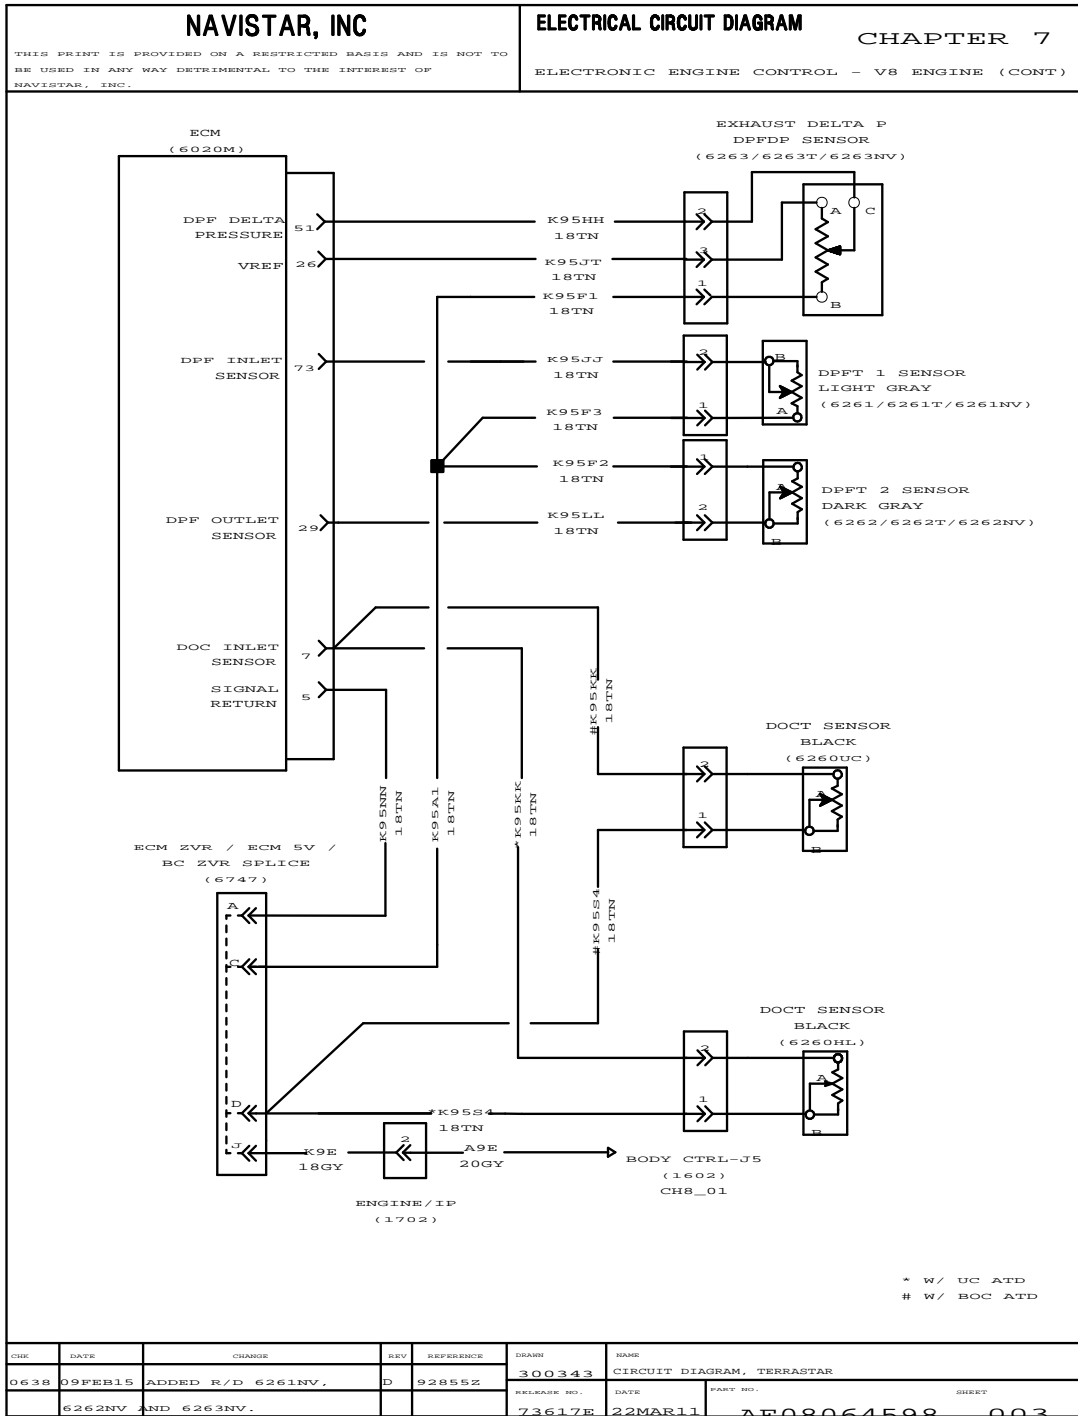 NAVISTAR, INC
THIS PRINT IS PROVIDED ON A RESTRICTED BASIS AND IS NOT TO
BE USED IN ANY WAY DETRIMENTAL TO THE INTEREST OF
NAVISTAR, INC.
ELECTRICAL CIRCUIT DIAGRAM
CHAPTER 7
ELECTRONIC ENGINE CONTROL - V8 ENGINE (CONT)
ECM
(6020M)
EXHAUST DELTA P
DPFDP SENSOR
(6263/6263T/6263NV)
DPF DELTA
PRESSURE
51
K95HH
18TN
2
A
C
VREF
26
K95JT
18TN
3
K95F1
18TN
1
B
DPF INLET
SENSOR
73
K95JJ
18TN
2
B
DPFT 1 SENSOR
LIGHT GRAY
(6261/6261T/6261NV)
K95F3
18TN
1
A
K95F2
18TN
1
A
DPFT 2 SENSOR
DARK GRAY
(6262/6262T/6262NV)
DPF OUTLET
SENSOR
29
K95LL
18TN
2
B
DOC INLET
SENSOR
7
SIGNAL
RETURN
5
#K95KK
18TN
DOCT SENSOR
BLACK
(6260UC)
2
A
1
B
K95NN
18TN
K95A1
18TN
*K95KK
18TN
ECM ZVR / ECM 5V /
BC ZVR SPLICE
(6747)
A
C
#K95S4
18TN
DOCT SENSOR
BLACK
(6260HL)
2
A
D
*K95S4
18TN
1
B
J
K9E
18GY
2
A9E
20GY
BODY CTRL-J5
(1602)
CH8_01
ENGINE/IP
(1702)
* W/ UC ATD
# W/ BOC ATD
CHK DATE CHANGE REV REFERENCE
0638 09FEB15 ADDED R/D 6261NV, D 92855Z
6262NV AND 6263NV.
DRAWN
300343
NAME
CIRCUIT DIAGRAM, TERRASTAR
RELEASE NO.
73617E
DATE
22MAR11
PART NO.
AE08064598
SHEET
003